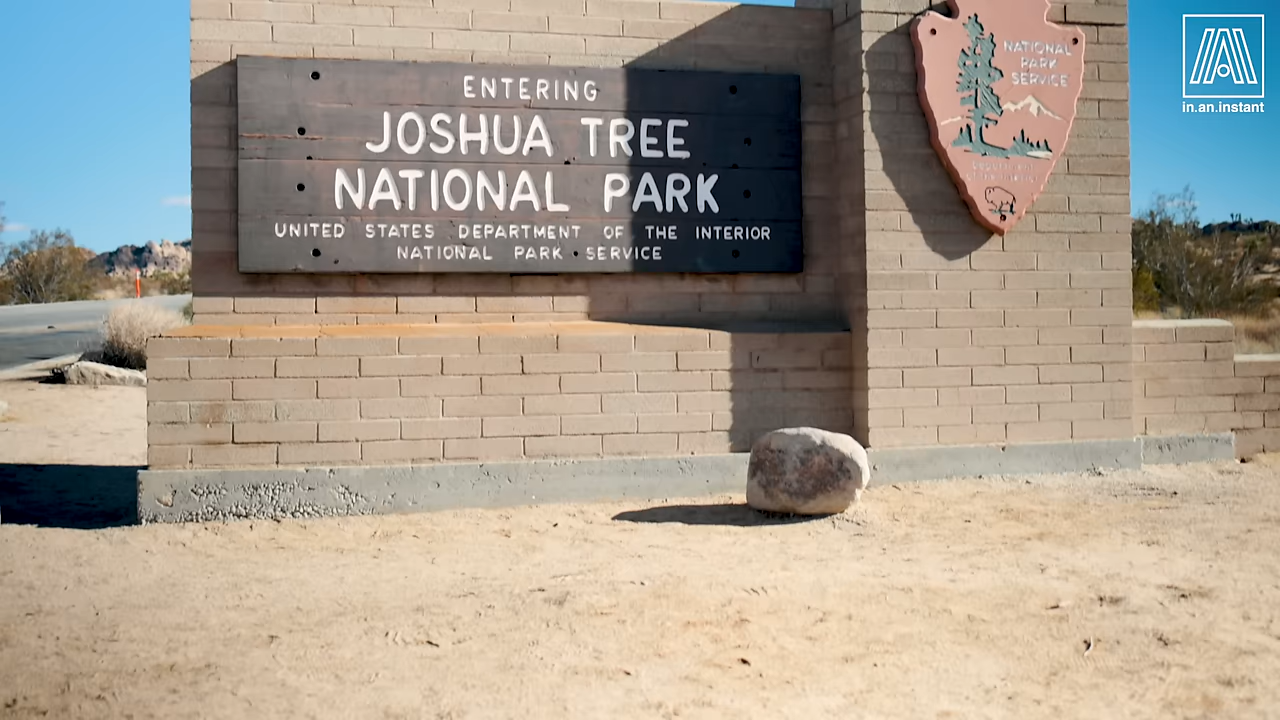 ENTERING
JOSHUA TREE
NATIONAL PARK
UNITED STATES DEPARTMENT OF THE INTERIOR
NATIONAL PARK SERVICE
NATIONAL
PARK
SERVICE
in.an.instant